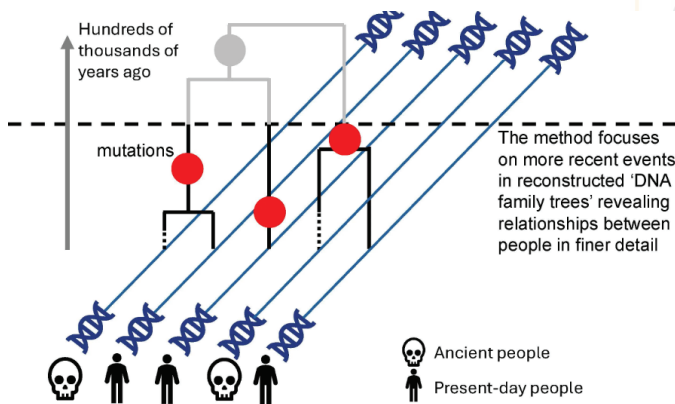 Hundreds of
thousands of
years ago
mutations
The method focuses
on more recent events
in reconstructed ‘DNA
family trees’ revealing
relationships between
people in finer detail
Ancient people
Present-day people